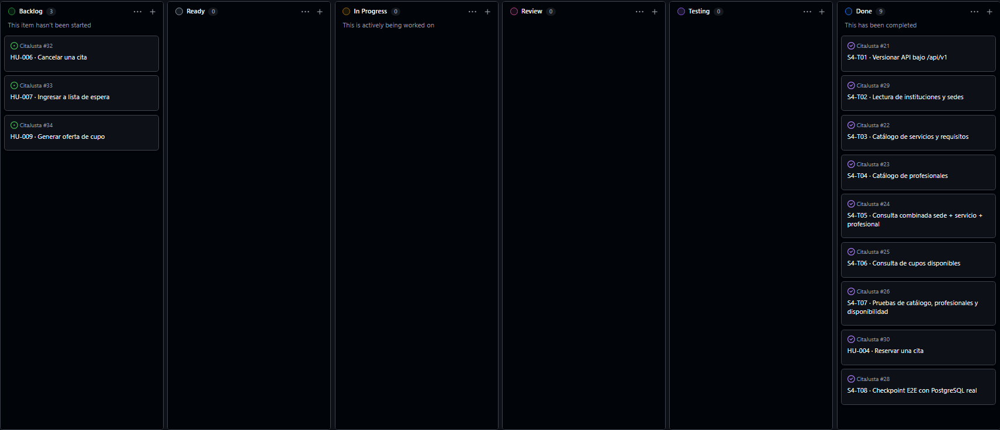 Backlog 3
This item hasn't been started
CitaJusta #32
HU-006 · Cancelar una cita
CitaJusta #33
HU-007 · Ingresar a lista de espera
CitaJusta #34
HU-009 · Generar oferta de cupo
Ready 0
In Progress 0
This is actively being worked on
Review 0
Testing 0
Done 9
This has been completed
CitaJusta #21
S4-T01 · Versionar API bajo /api/v1
CitaJusta #29
S4-T02 · Lectura de instituciones y sedes
CitaJusta #22
S4-T03 · Catálogo de servicios y requisitos
CitaJusta #23
S4-T04 · Catálogo de profesionales
CitaJusta #24
S4-T05 · Consulta combinada sede + servicio +
profesional
CitaJusta #25
S4-T06 · Consulta de cupos disponibles
CitaJusta #26
S4-T07 · Pruebas de catálogo, profesionales y
disponibilidad
CitaJusta #30
HU-004 · Reservar una cita
CitaJusta #28
S4-T08 · Checkpoint E2E con PostgreSQL real